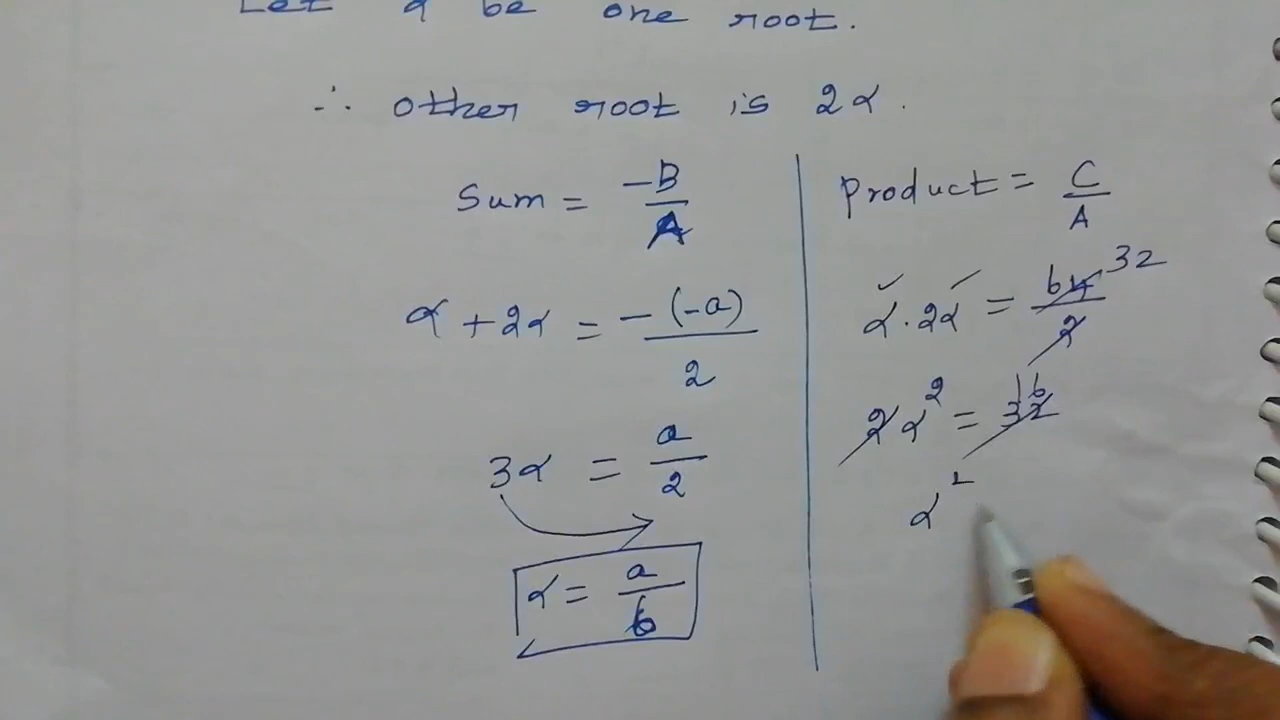 Let α be one root.
∴ other root is 2α.
Sum = -B/A
α + 2α = -(-a)/2
3α = a/2
α = a/6
Product = C/A
α . 2α = 64/2 32
2α² = 32 16
α²